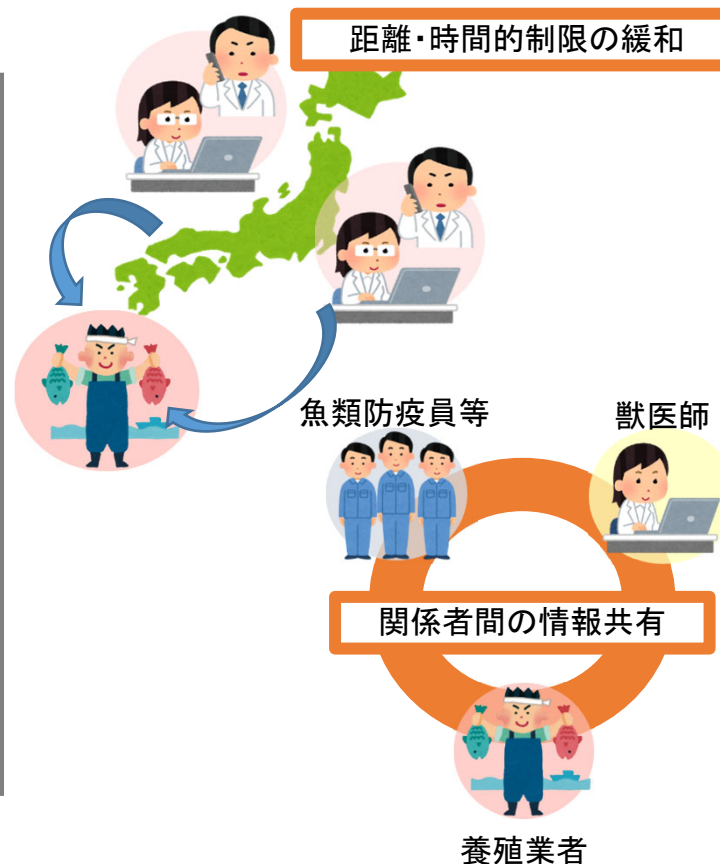 距離・時間的制限の緩和
魚類防疫員等
獣医師
関係者間の情報共有
養殖業者